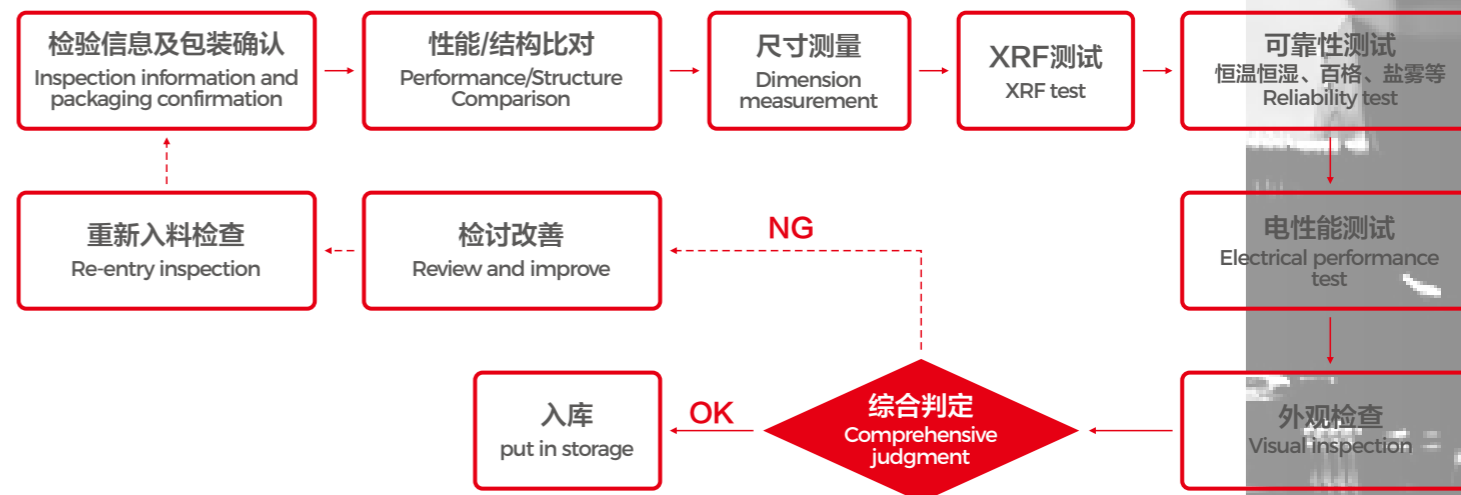 检验信息及包装确认
Inspection information and
packaging confirmation
性能/结构比对
Performance/Structure
Comparison
尺寸测量
Dimension
measurement
XRF测试
XRF test
可靠性测试
恒温恒湿、百格、盐雾等
Reliability test
重新入料检查
Re-entry inspection
检讨改善
Review and improve
NG
电性能测试
Electrical performance
test
入库
put in storage
OK
综合判定
Comprehensive
judgment
外观检查
Visual inspection